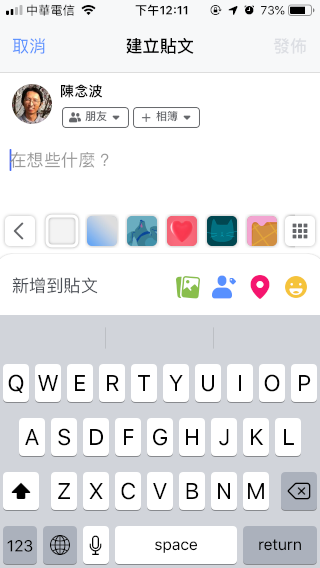 中華電信 下午12:11 73%
取消 建立貼文 發佈
陳念波
朋友 + 相簿
在想些什麼？
新增到貼文
Q W E R T Y U I O P
A S D F G H J K L
Z X C V B N M
123 space return